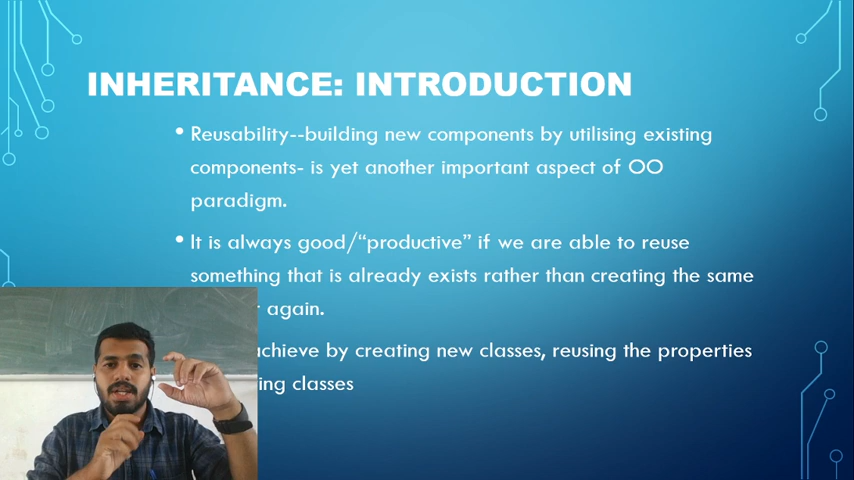 INHERITANCE: INTRODUCTION
• Reusability--building new components by utilising existing
components- is yet another important aspect of OO
paradigm.
• It is always good/“productive” if we are able to reuse
something that is already exists rather than creating the same
again.
achieve by creating new classes, reusing the properties
classes